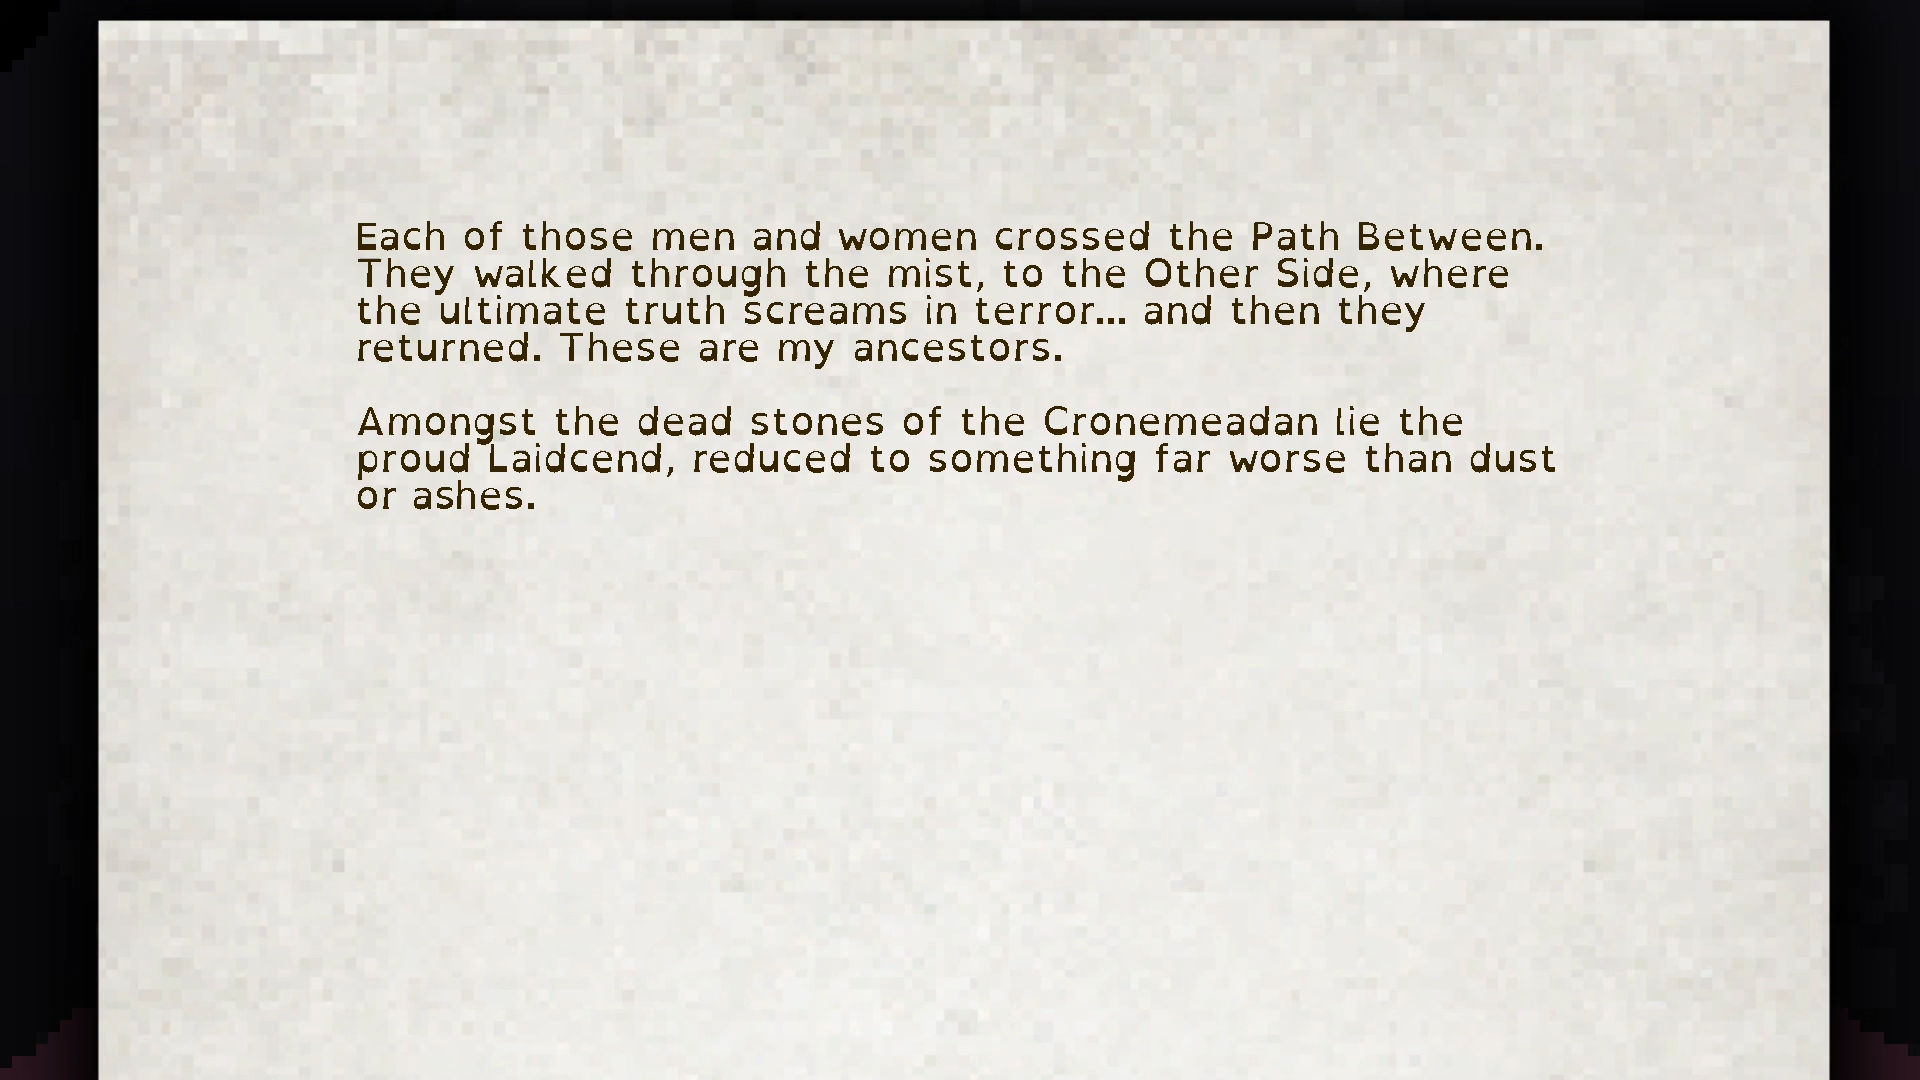 Each of those men and women crossed the Path Between.
They walked through the mist, to the Other Side, where
the ultimate truth screams in terror... and then they
returned. These are my ancestors.
Amongst the dead stones of the Cronemeadan lie the
proud Laidcend, reduced to something far worse than dust
or ashes.